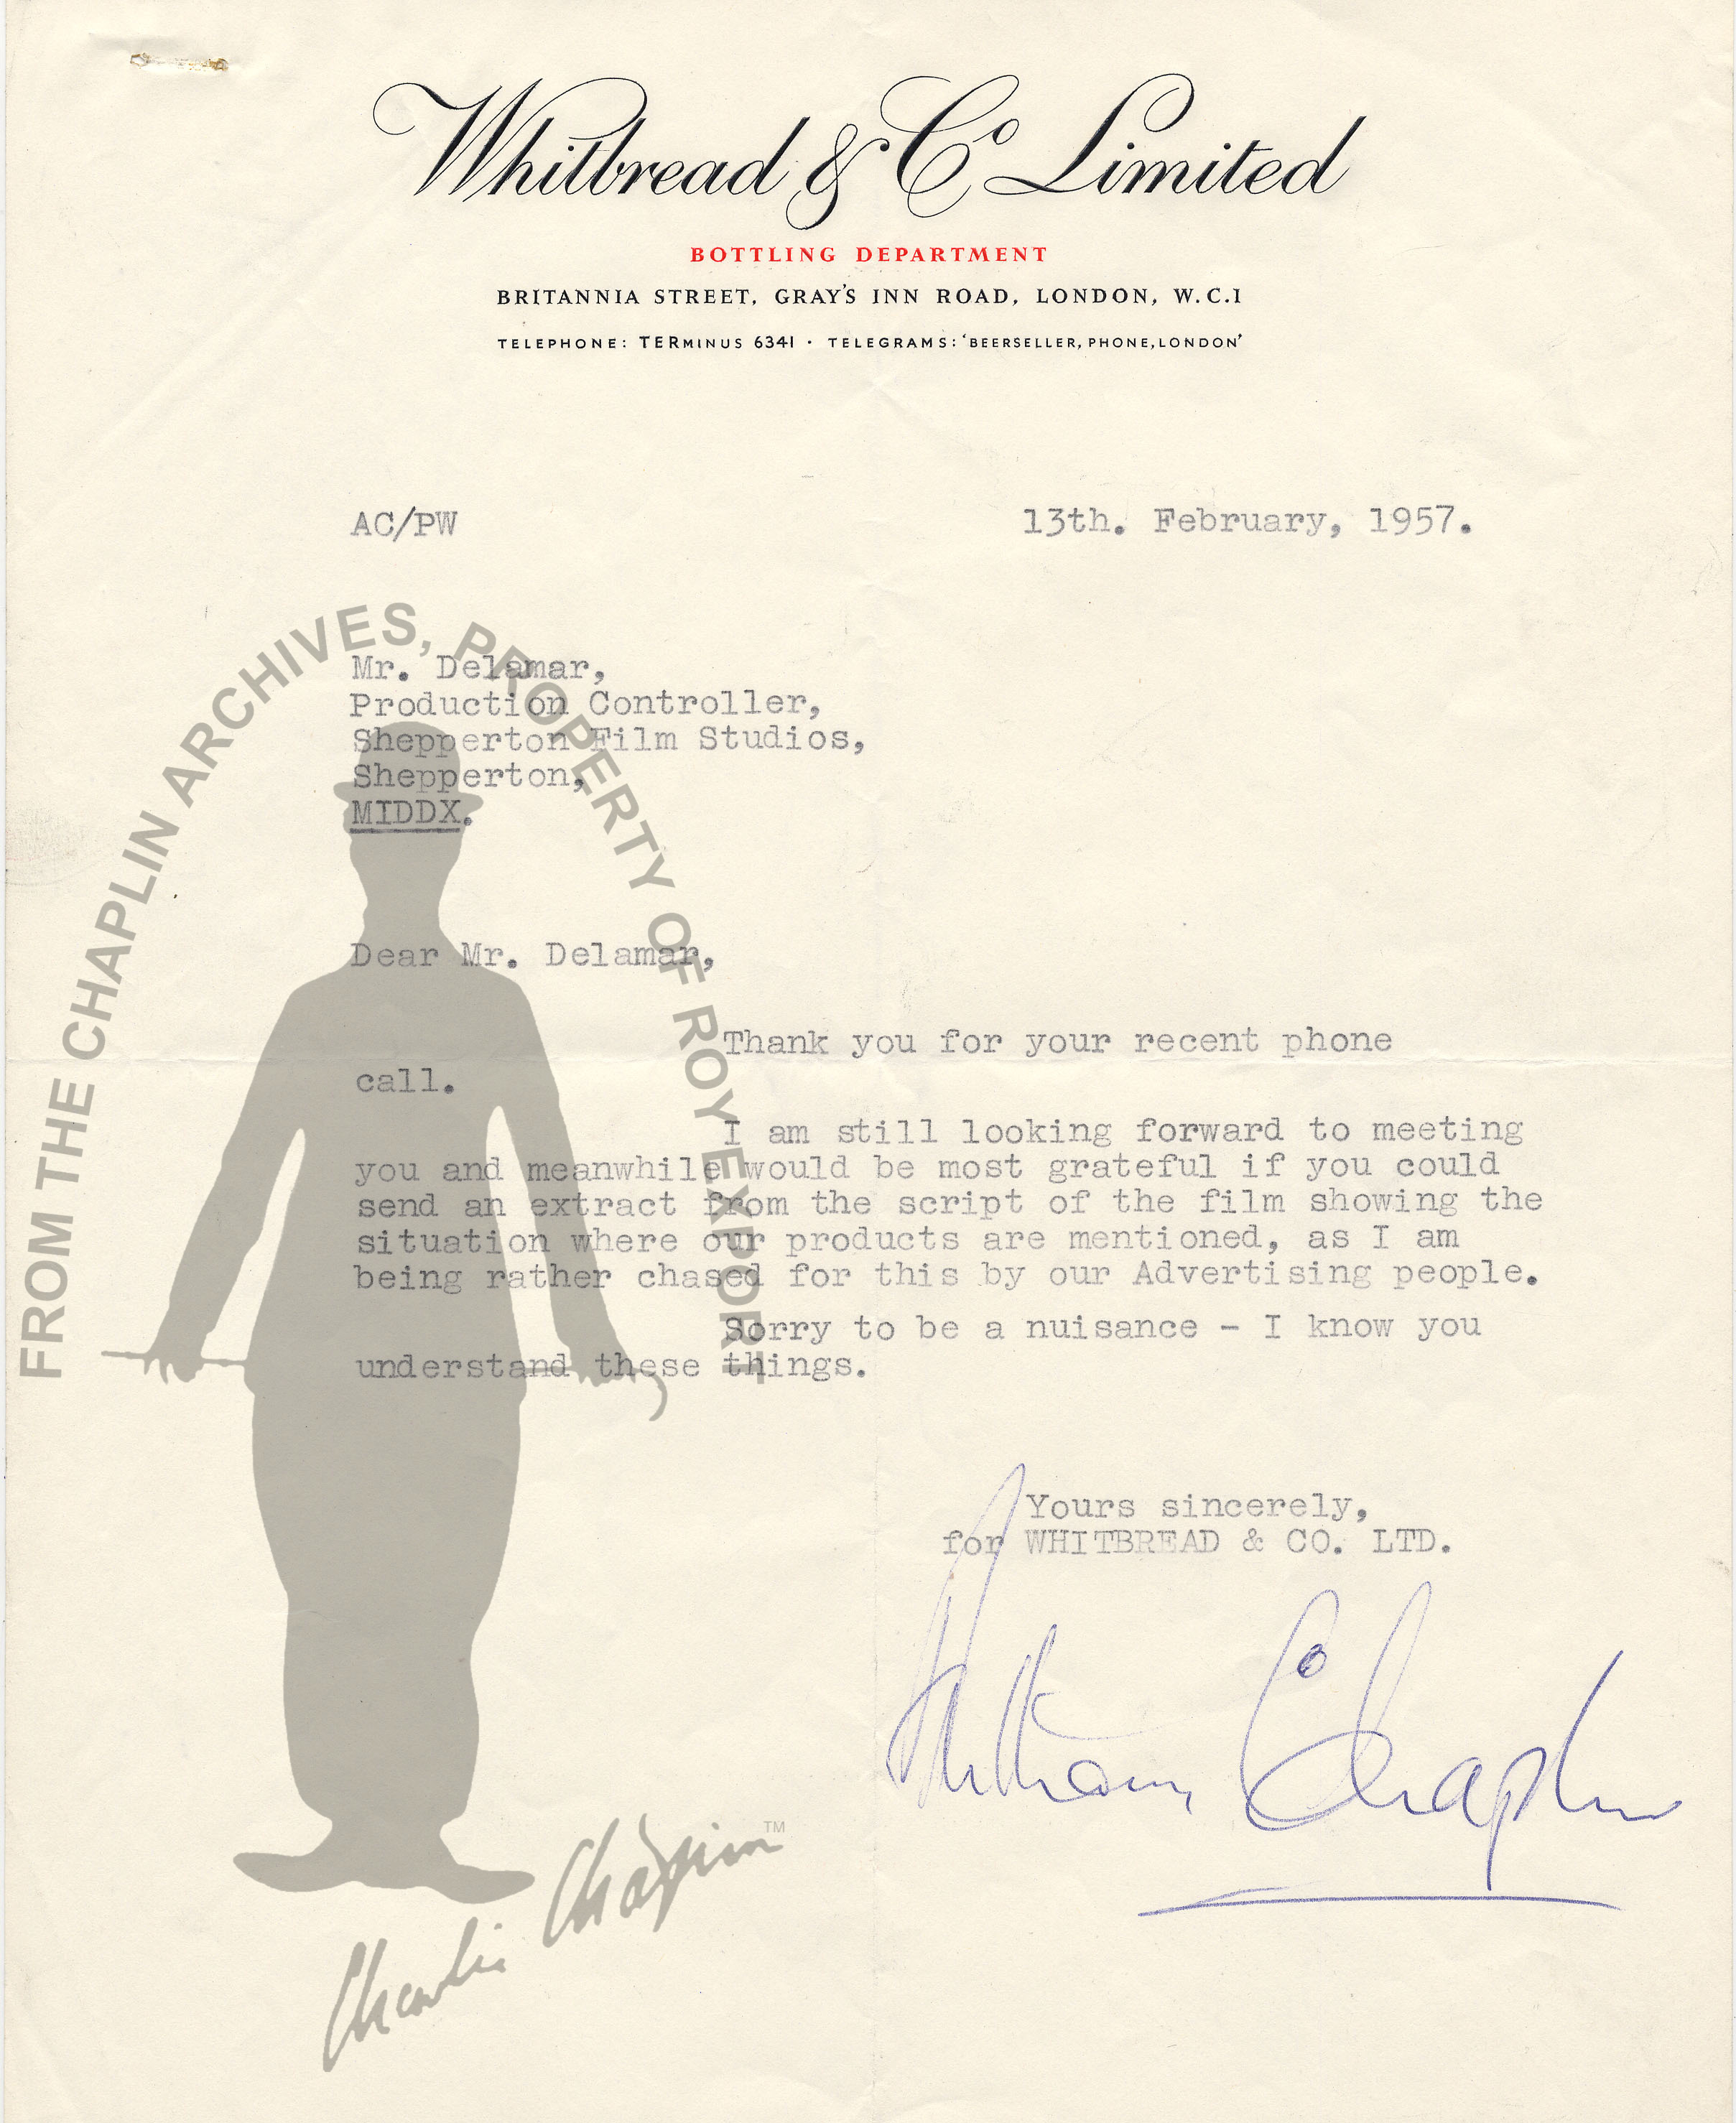 Whitbread & Co Limited
BOTTLING DEPARTMENT
BRITANNIA STREET, GRAY'S INN ROAD, LONDON, W.C.1
TELEPHONE: TERMINUS 6341 · TELEGRAMS: 'BEERSELLER, PHONE, LONDON'
AC/PW
13th. February, 1957.
Mr. Delamar,
Production Controller,
Shepperton Film Studios,
Shepperton,
MIDDX.
Dear Mr. Delamar,
Thank you for your recent phone
call.
I am still looking forward to meeting
you and meanwhile would be most grateful if you could
send an extract from the script of the film showing the
situation where our products are mentioned, as I am
being rather chased for this by our Advertising people.
Sorry to be a nuisance - I know you
understand these things.
Yours sincerely,
for WHITBREAD & CO. LTD.
Chaplin
FROM THE CHAPLIN ARCHIVES, PROPERTY OF ROY EXPORT
Charlie Chaplin TM